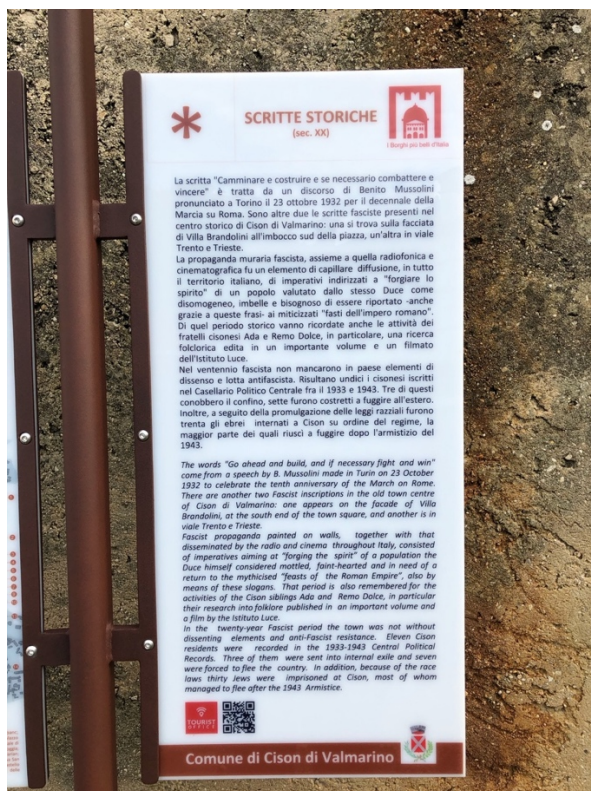 SCRITTE STORICHE
(sec. XX)
I Borghi più belli d'Italia
La scritta "Camminare e costruire e se necessario combattere e
vincere" è tratta da un discorso di Benito Mussolini
pronunciato a Torino il 23 ottobre 1932 per il decennale della
Marcia su Roma. Sono altre due le scritte fasciste presenti nel
centro storico di Cison di Valmarino: una si trova sulla facciata
di Villa Brandolini all'imbocco sud della piazza, un'altra in viale
Trento e Trieste.
La propaganda muraria fascista, assieme a quella radiofonica e
cinematografica fu un elemento di capillare diffusione, in tutto
il territorio italiano, di imperativi indirizzati a "forgiare lo
spirito" di un popolo valutato dallo stesso Duce come
disomogeneo, imbelle e bisognoso di essere riportato -anche
grazie a queste frasi- ai miticizzati "fasti dell'impero romano".
Di quel periodo storico vanno ricordate anche le attività dei
fratelli cisonesi Ada e Remo Dolce, in particolare, una ricerca
folclorica edita in un importante volume e un filmato
dell'Istituto Luce.
Nel ventennio fascista non mancarono in paese elementi di
dissenso e lotta antifascista. Risultano undici i cisonesi iscritti
nel Casellario Politico Centrale fra il 1933 e 1943. Tre di questi
conobbero il confino, sette furono costretti a fuggire all'estero.
Inoltre, a seguito della promulgazione delle leggi razziali furono
trenta gli ebrei internati a Cison su ordine del regime, la
maggior parte dei quali riuscì a fuggire dopo l'armistizio del
1943.
The words "Go ahead and build, and if necessary fight and win"
come from a speech by B. Mussolini made in Turin on 23 October
1932 to celebrate the tenth anniversary of the March on Rome.
There are another two Fascist inscriptions in the old town centre
of Cison di Valmarino: one appears on the facade of Villa
Brandolini, at the south end of the town square, and another is in
viale Trento e Trieste.
Fascist propaganda painted on walls, together with that
disseminated by the radio and cinema throughout Italy, consisted
of imperatives aiming at "forging the spirit" of a population the
Duce himself considered mottled, faint-hearted and in need of a
return to the mythicised "feasts of the Roman Empire", also by
means of these slogans. That period is also remembered for the
activities of the Cison siblings Ada and Remo Dolce, in particular
their research into folklore published in an important volume and
a film by the Istituto Luce.
In the twenty-year Fascist period the town was not without
dissenting elements and anti-Fascist resistance. Eleven Cison
residents were recorded in the 1933-1943 Central Political
Records. Three of them were sent into internal exile and seven
were forced to flee the country. In addition, because of the race
laws thirty Jews were imprisoned at Cison, most of whom
managed to flee after the 1943 Armistice.
TOURIST
OFFICE
Comune di Cison di Valmarino